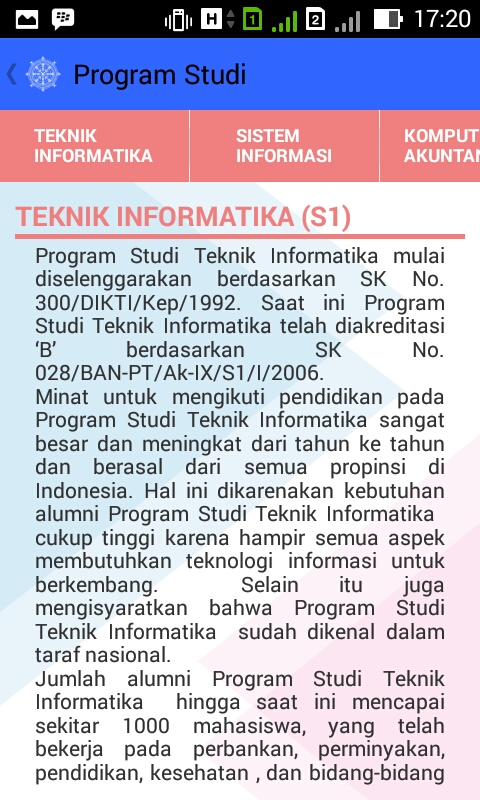 H 1 2 17:20
Program Studi
TEKNIK
INFORMATIKA
SISTEM
INFORMASI
KOMPUT
AKUNTAN
TEKNIK INFORMATIKA (S1)
Program Studi Teknik Informatika mulai
diselenggarakan berdasarkan SK No.
300/DIKTI/Kep/1992. Saat ini Program
Studi Teknik Informatika telah diakreditasi
‘B’ berdasarkan SK No.
028/BAN-PT/Ak-IX/S1/I/2006.
Minat untuk mengikuti pendidikan pada
Program Studi Teknik Informatika sangat
besar dan meningkat dari tahun ke tahun
dan berasal dari semua propinsi di
Indonesia. Hal ini dikarenakan kebutuhan
alumni Program Studi Teknik Informatika
cukup tinggi karena hampir semua aspek
membutuhkan teknologi informasi untuk
berkembang. Selain itu juga
mengisyaratkan bahwa Program Studi
Teknik Informatika sudah dikenal dalam
taraf nasional.
Jumlah alumni Program Studi Teknik
Informatika hingga saat ini mencapai
sekitar 1000 mahasiswa, yang telah
bekerja pada perbankan, perminyakan,
pendidikan, kesehatan , dan bidang-bidang